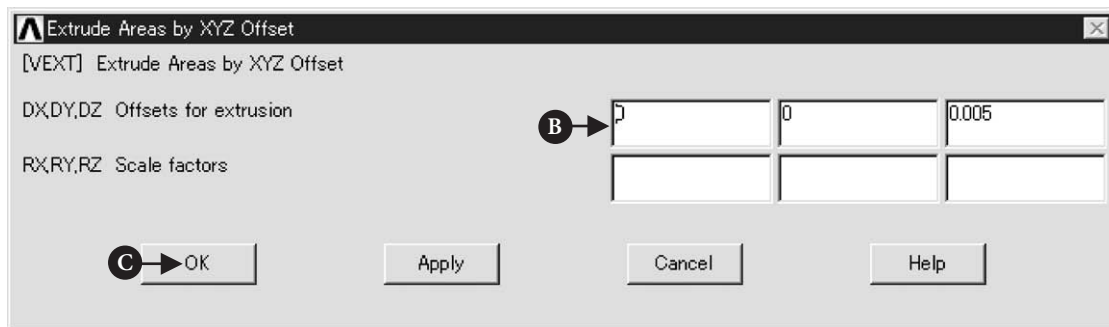 Extrude Areas by XYZ Offset
[VEXT] Extrude Areas by XYZ Offset
DX,DY,DZ Offsets for extrusion B 0 0.005
RX,RY,RZ Scale factors
C OK Apply Cancel Help